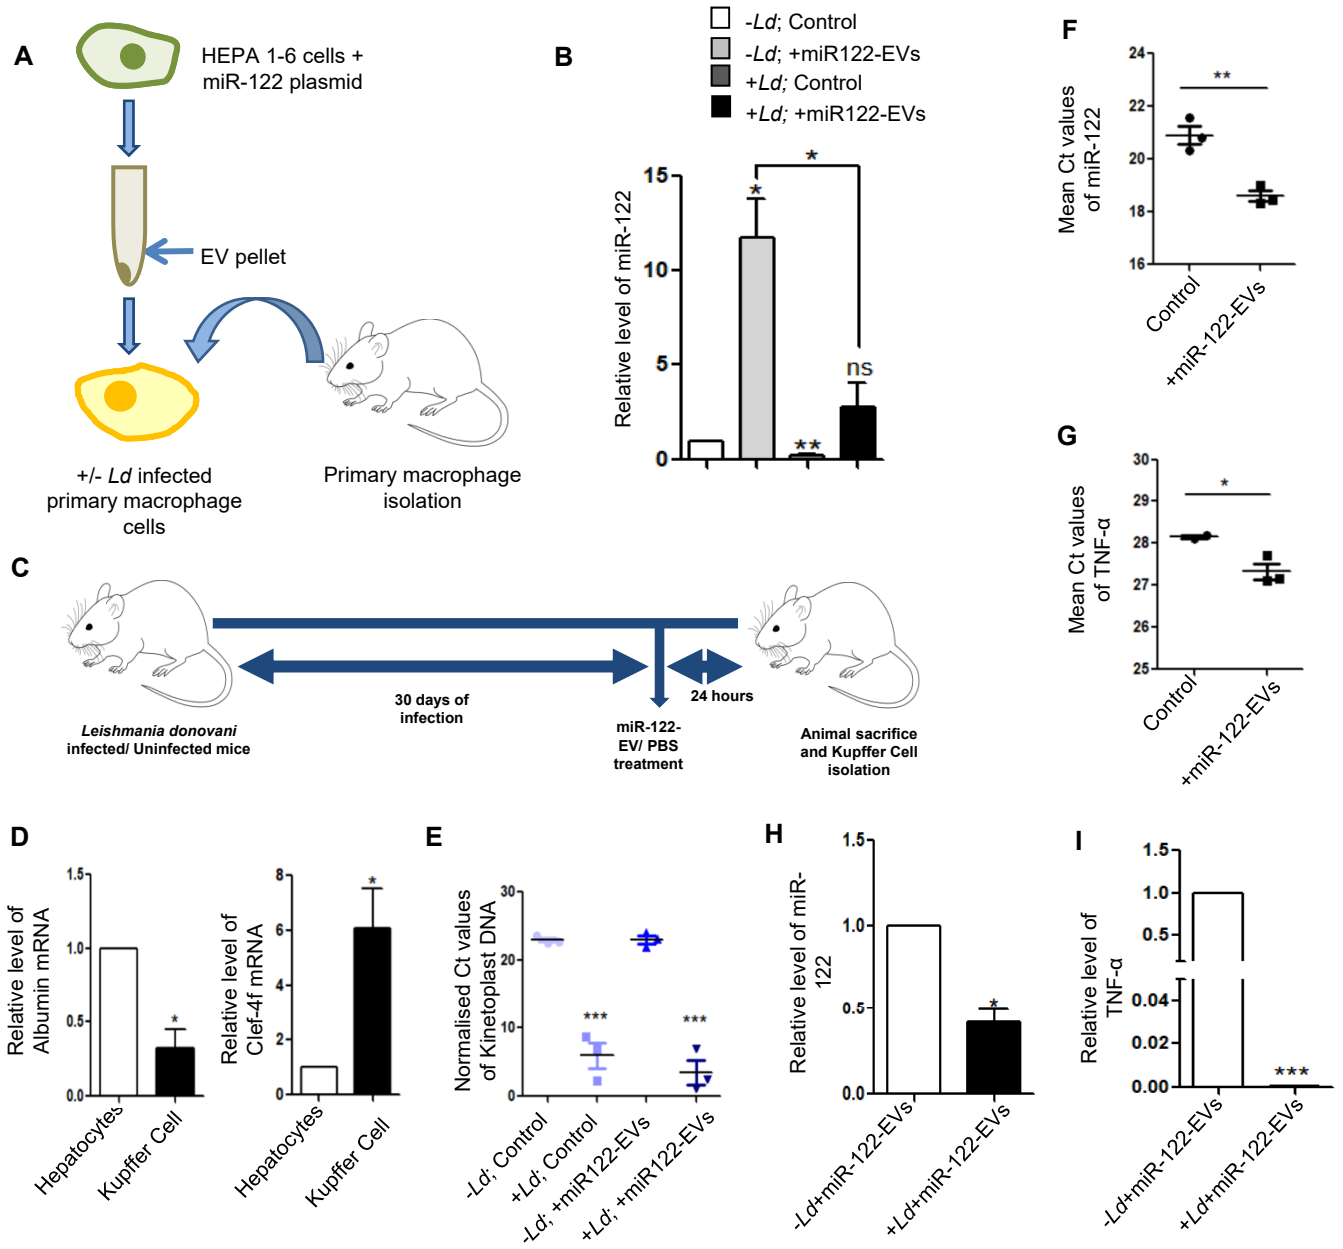 A
HEPA 1-6 cells +
miR-122 plasmid
EV pellet
+/- Ld infected
primary macrophage
cells
Primary macrophage
isolation
B
-Ld; Control
-Ld; +miR122-EVs
+Ld; Control
+Ld; +miR122-EVs
Relative level of miR-122
15
10
5
0
*
*
**
ns
C
Leishmania donovani
infected/ Uninfected mice
30 days of
infection
miR-122-
EV/ PBS
treatment
24 hours
Animal sacrifice
and Kupffer Cell
isolation
D
Relative level of
Albumin mRNA
1.5
1.0
0.5
0.0
*
Hepatocytes
Kupffer Cell
Relative level of
Clef-4f mRNA
8
6
4
2
0
*
Hepatocytes
Kupffer Cell
E
Normalised Ct values
of Kinetoplast DNA
30
20
10
0
***
***
-Ld; Control
+Ld; Control
-Ld; +miR122-EVs
+Ld; +miR122-EVs
F
Mean Ct values
of miR-122
24
22
20
18
16
**
Control
+miR-122-EVs
G
Mean Ct values
of TNF-α
30
29
28
27
26
25
*
Control
+miR-122-EVs
H
Relative level of miR-
122
1.5
1.0
0.5
0.0
*
-Ld+miR-122-EVs
+Ld+miR-122-EVs
I
Relative level of
TNF-α
1.5
1.0
0.5
0.04
0.02
0.00
***
-Ld+miR-122-EVs
+Ld+miR-122-EVs